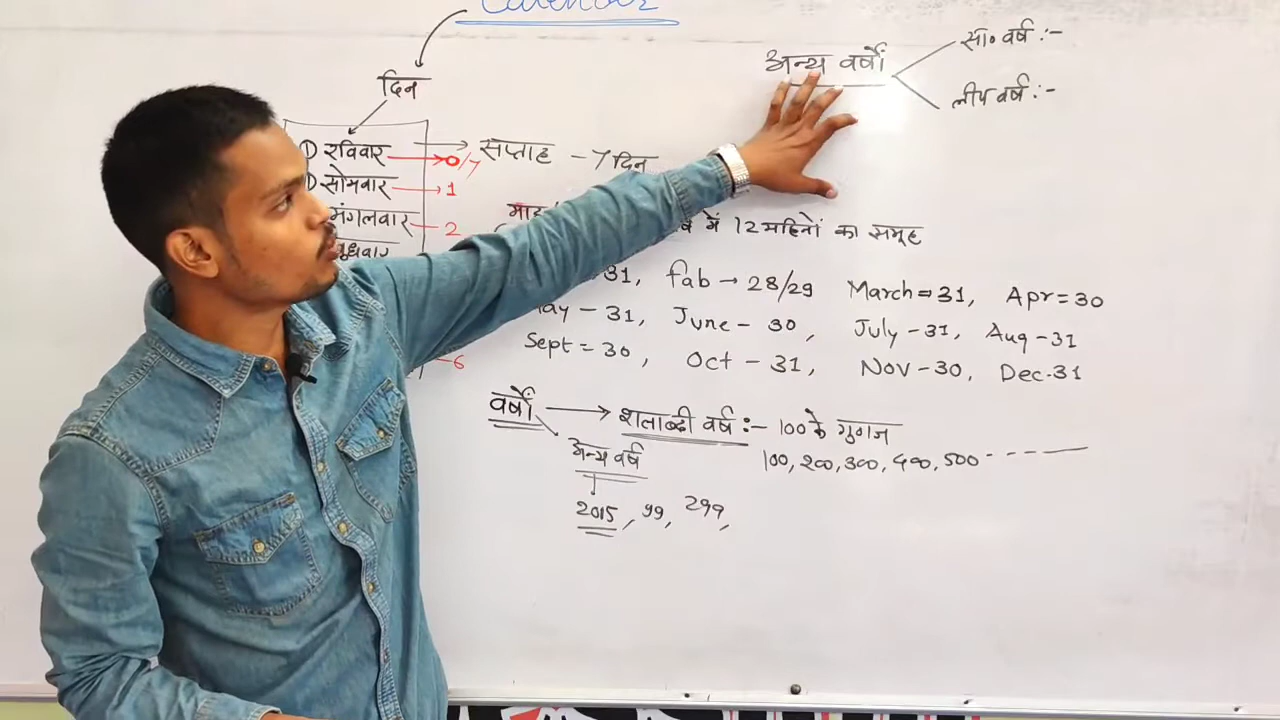 Calendar
दिन
① रविवार → 0/7
सोमवार → 1
मंगलवार → 2
बुधवार
6
→ सप्ताह - 7 दिन
में 12 महिनों का समूह
31, fab → 28/29 March = 31, Apr = 30
May - 31, June - 30, July - 31, Aug - 31
Sept = 30, Oct - 31, Nov - 30, Dec - 31
वर्षों → शताब्दी वर्ष :- 100 के गुणज
100, 200, 300, 400, 500 - - - -
अन्य वर्ष
2015, 99, 299,
अन्य वर्षों
सा० वर्ष :-
लीप वर्ष :-